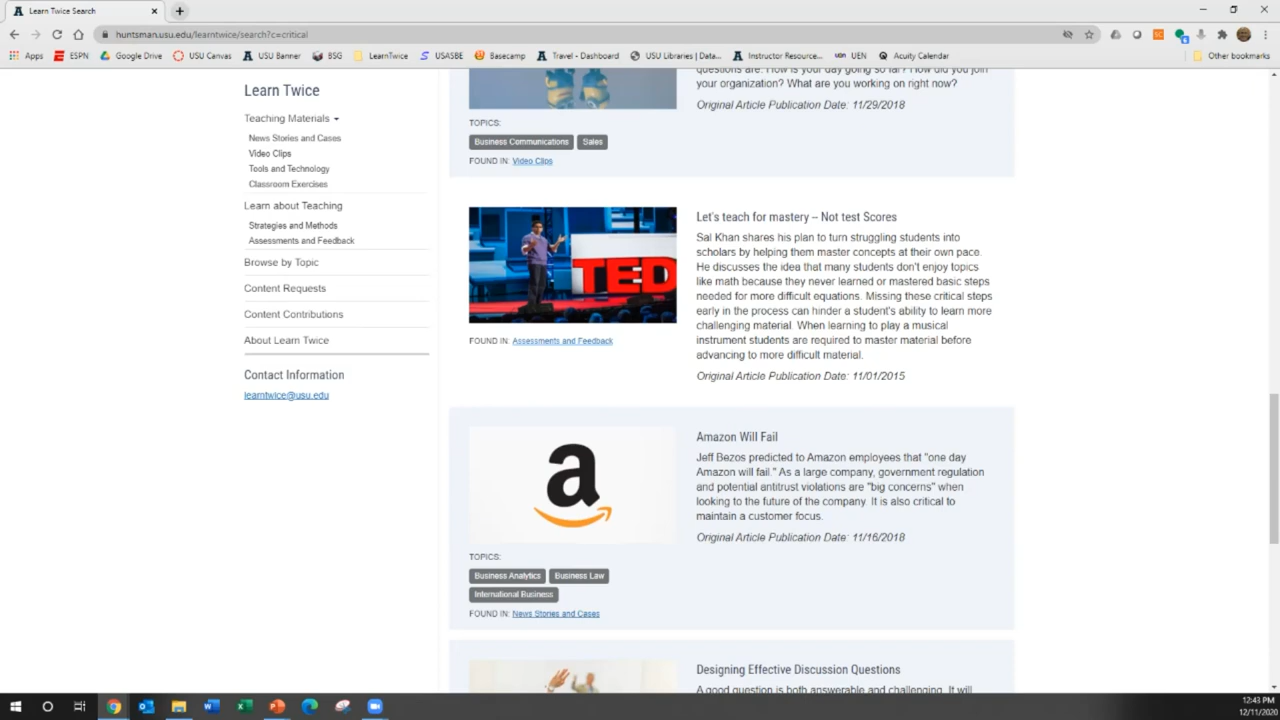 Learn Twice Search
huntsman.usu.edu/learntwice/search?c=critical
Apps ESPN Google Drive USU Canvas USU Banner BSG LearnTwice USASBE Basecamp Travel - Dashboard USU Libraries | Data... Instructor Resource... UEN Acuity Calendar Other bookmarks
Learn Twice
Teaching Materials
News Stories and Cases
Video Clips
Tools and Technology
Classroom Exercises
Learn about Teaching
Strategies and Methods
Assessments and Feedback
Browse by Topic
Content Requests
Content Contributions
About Learn Twice
Contact Information
learntwice@usu.edu
questions are: How is your day going so far? How did you
your organization? What are you working on right now?
Original Article Publication Date: 11/29/2018
TOPICS:
Business Communications Sales
FOUND IN: Video Clips
TED
FOUND IN: Assessments and Feedback
Let's teach for mastery – Not test Scores
Sal Khan shares his plan to turn struggling students into
scholars by helping them master concepts at their own pace.
He discusses the idea that many students don't enjoy topics
like math because they never learned or mastered basic steps
needed for more difficult equations. Missing these critical steps
early in the process can hinder a student's ability to learn more
challenging material. When learning to play a musical
instrument students are required to master material before
advancing to more difficult material.
Original Article Publication Date: 11/01/2015
a
TOPICS:
Business Analytics Business Law
International Business
FOUND IN: News Stories and Cases
Amazon Will Fail
Jeff Bezos predicted to Amazon employees that "one day
Amazon will fail." As a large company, government regulation
and potential antitrust violations are "big concerns" when
looking to the future of the company. It is also critical to
maintain a customer focus.
Original Article Publication Date: 11/16/2018
Designing Effective Discussion Questions
A good question is both answerable and challenging. It will
12:43 PM
12/11/2020